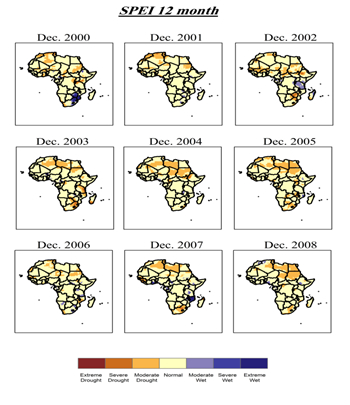 SPEI 12 month
Dec. 2000 Dec. 2001 Dec. 2002
Dec. 2003 Dec. 2004 Dec. 2005
Dec. 2006 Dec. 2007 Dec. 2008
Extreme Severe Moderate Normal Moderate Severe Extreme
Drought Drought Drought Wet Wet Wet